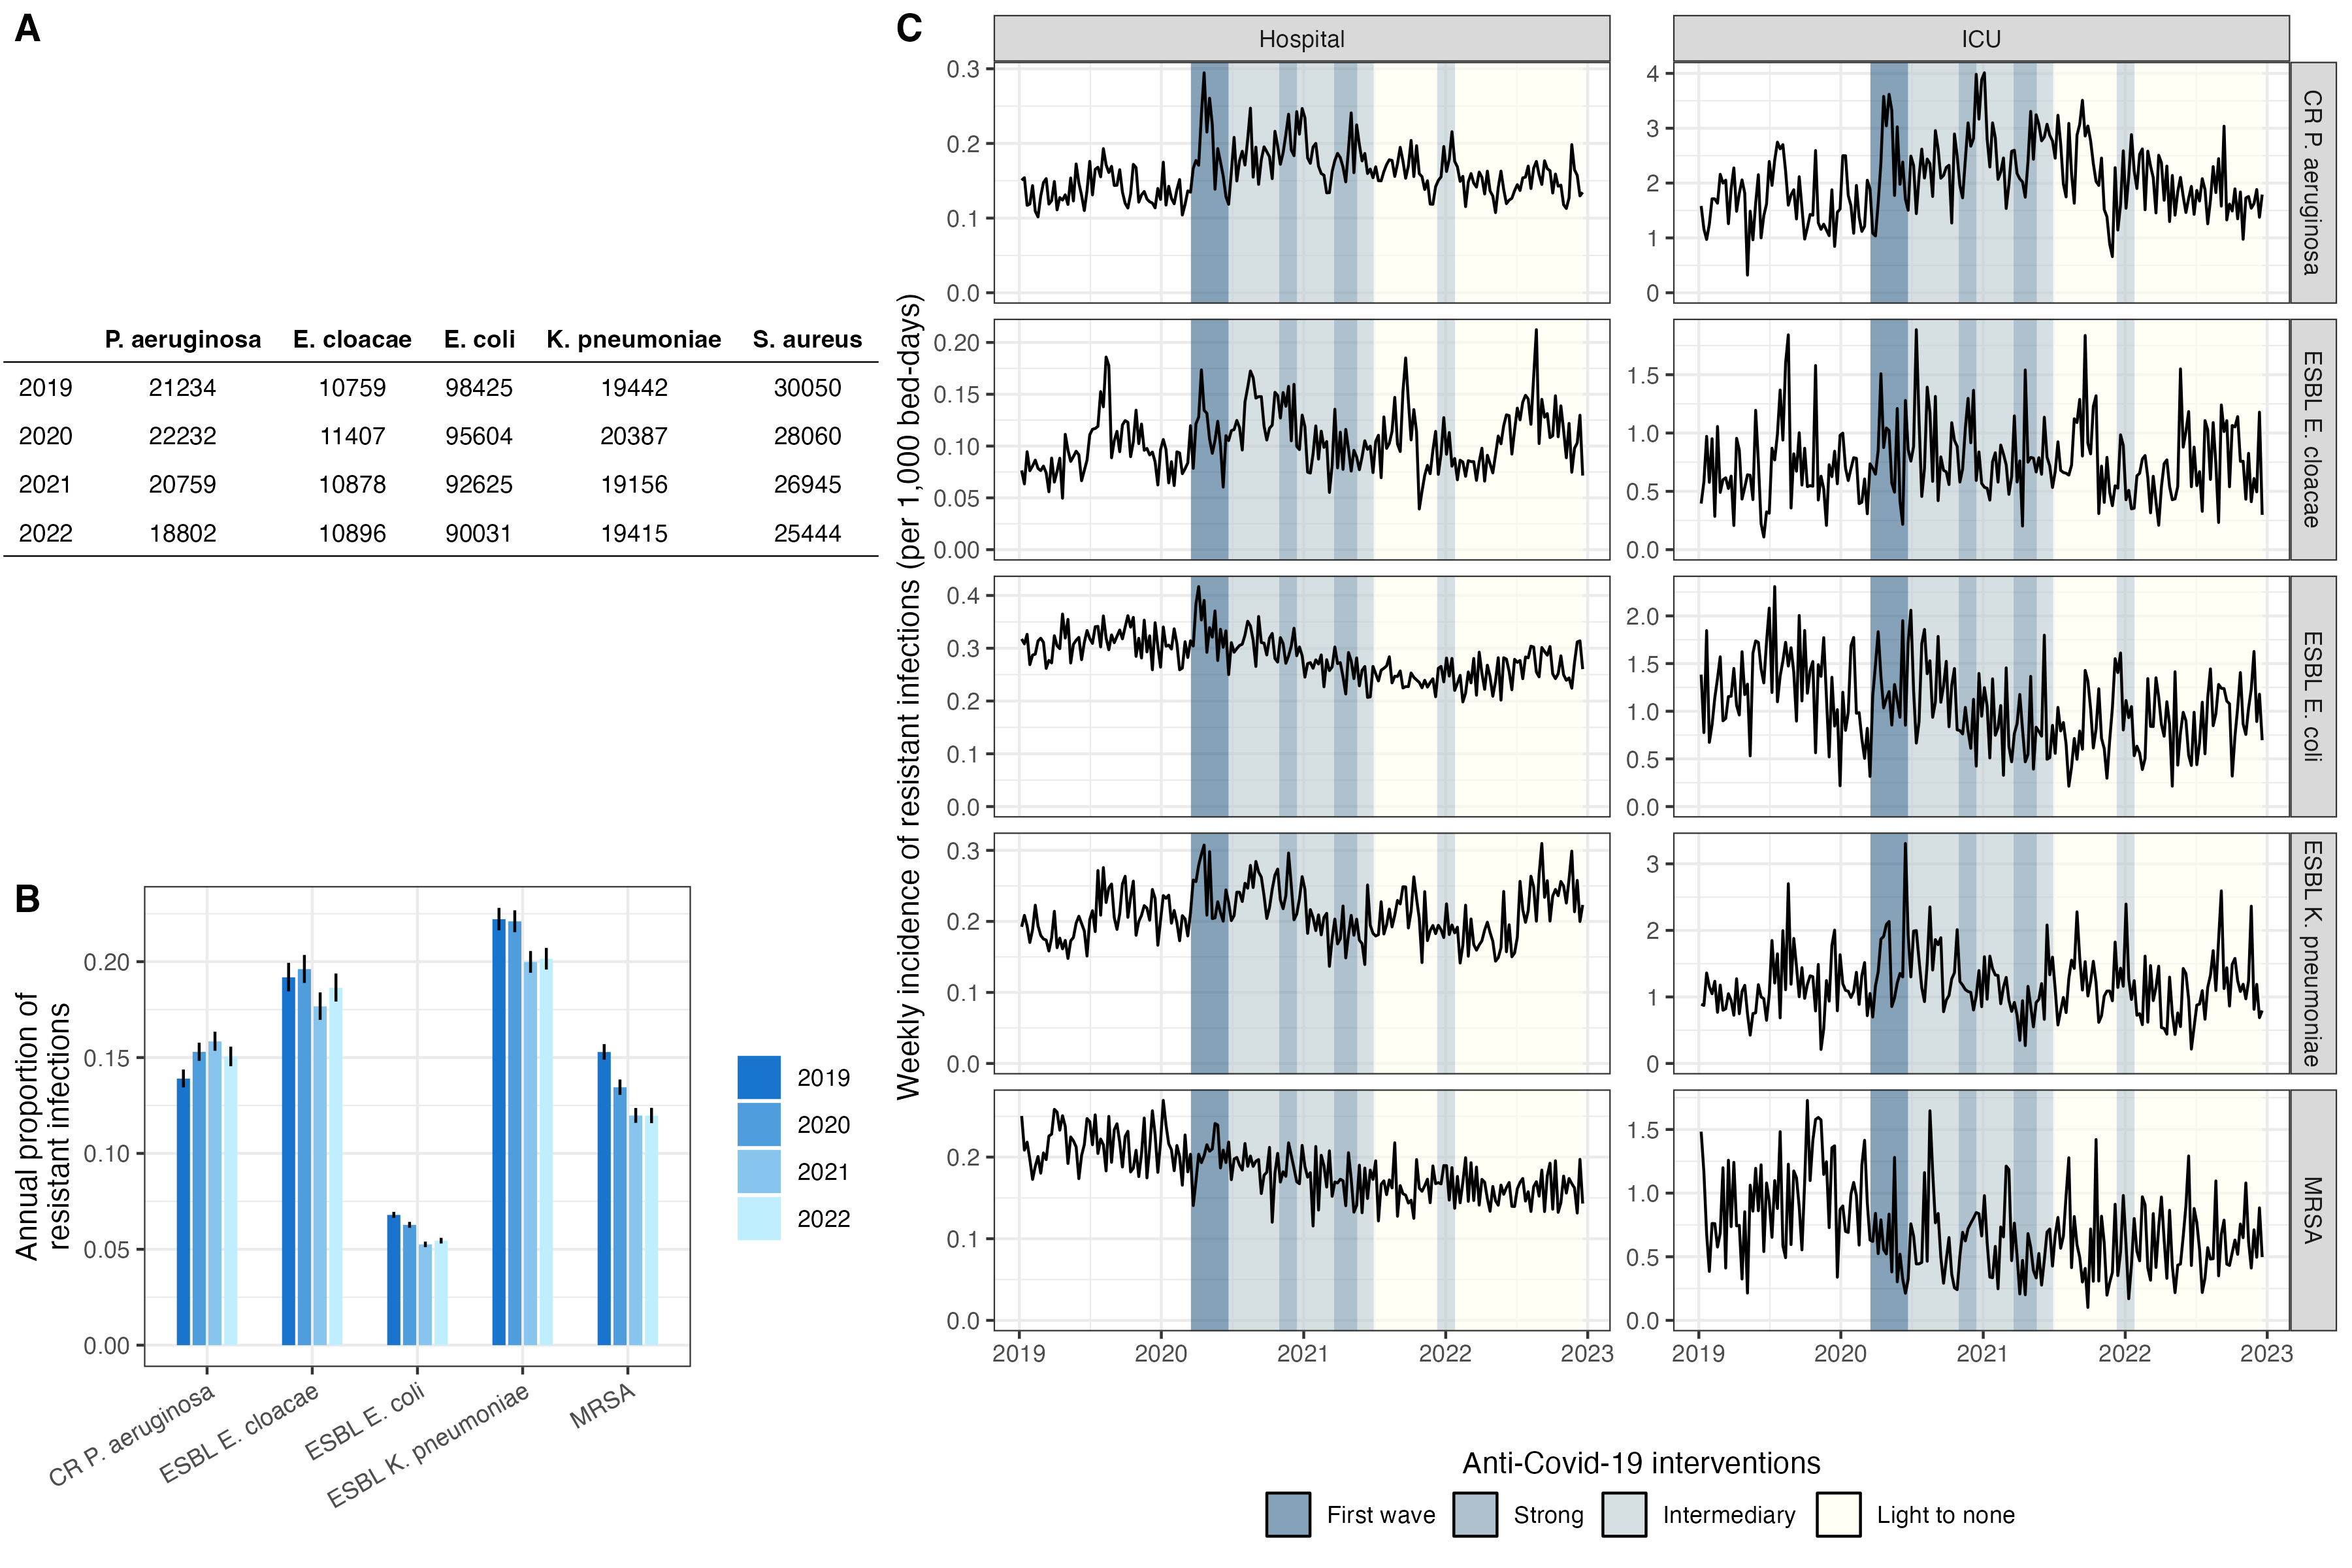 A
P. aeruginosa E. cloacae E. coli K. pneumoniae S. aureus
2019 21234 10759 98425 19442 30050
2020 22232 11407 95604 20387 28060
2021 20759 10878 92625 19156 26945
2022 18802 10896 90031 19415 25444
B
Annual proportion of
resistant infections
0.20
0.15
0.10
0.05
0.00
CR P. aeruginosa
ESBL E. cloacae
ESBL E. coli
ESBL K. pneumoniae
MRSA
2019
2020
2021
2022
C
Weekly incidence of resistant infections (per 1,000 bed-days)
Hospital
ICU
0.3
0.2
0.1
0.0
4
3
2
1
0
CR P. aeruginosa
0.20
0.15
0.10
0.05
0.00
1.5
1.0
0.5
0.0
ESBL E. cloacae
0.4
0.3
0.2
0.1
0.0
2.0
1.5
1.0
0.5
0.0
ESBL E. coli
0.3
0.2
0.1
0.0
3
2
1
0
ESBL K. pneumoniae
0.2
0.1
0.0
1.5
1.0
0.5
0.0
MRSA
2019 2020 2021 2022 2023
2019 2020 2021 2022 2023
Anti-Covid-19 interventions
First wave Strong Intermediary Light to none